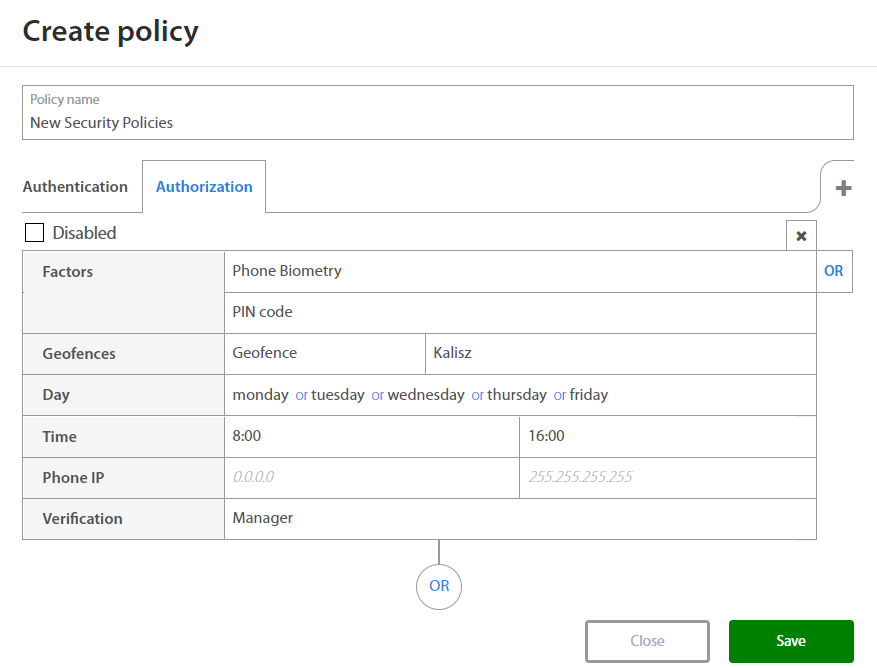 Create policy
Policy name
New Security Policies
Authentication Authorization
Disabled
Factors Phone Biometry OR
PIN code
Geofences Geofence Kalisz
Day monday or tuesday or wednesday or thursday or friday
Time 8:00 16:00
Phone IP 0.0.0.0 255.255.255.255
Verification Manager
OR
Close Save